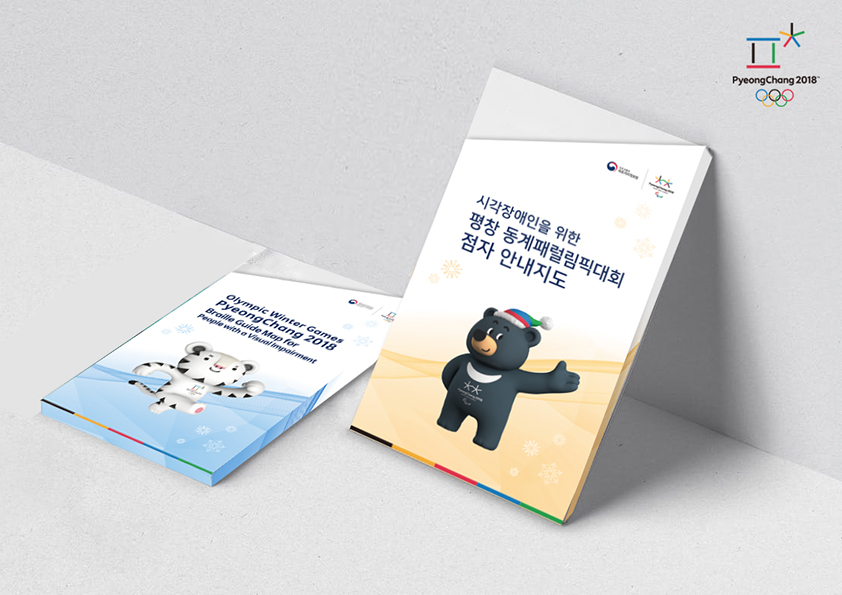 PyeongChang 2018™
시각장애인을 위한
평창 동계패럴림픽대회
점자 안내지도
Olympic Winter Games
PyeongChang 2018
Braille Guide Map for
People with a Visual Impairment